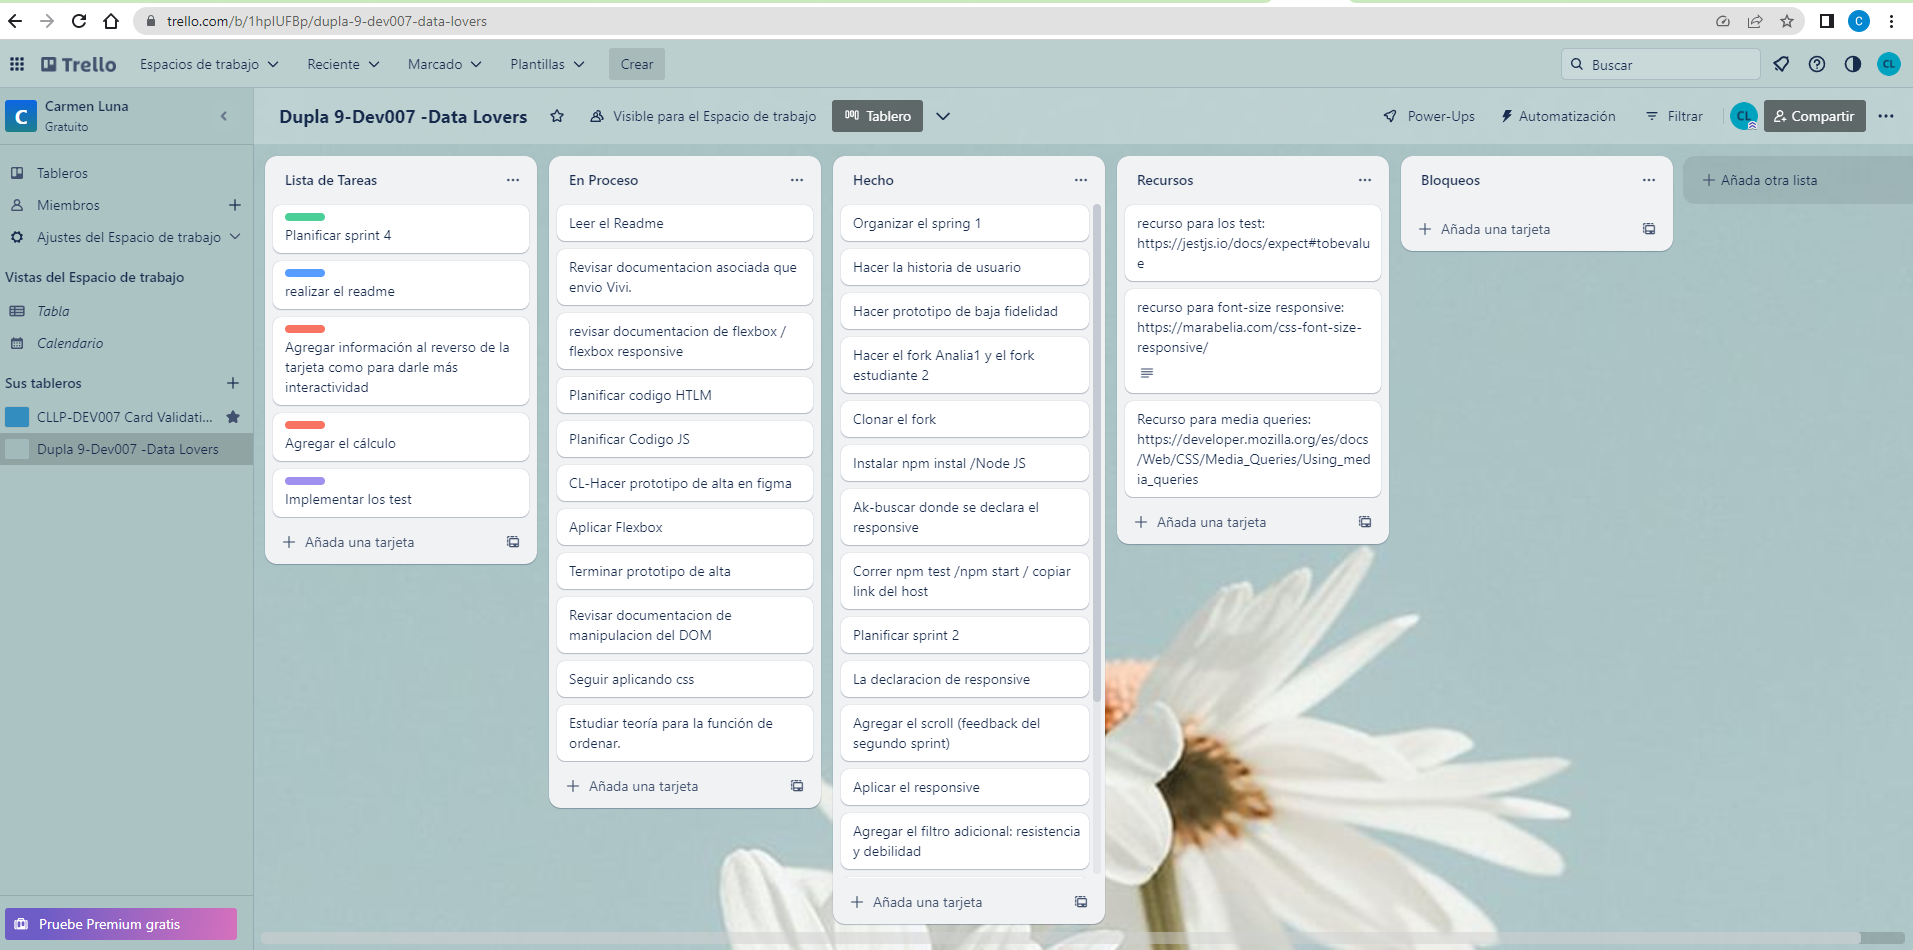 trello.com/b/1hpIUFBp/dupla-9-dev007-data-lovers
C
Trello
Espacios de trabajo
Reciente
Marcado
Plantillas
Crear
Buscar
CL
C
Carmen Luna
Gratuito
Dupla 9-Dev007 -Data Lovers
Visible para el Espacio de trabajo
Tablero
Power-Ups
Automatización
Filtrar
CL
Compartir
Tableros
Miembros
Ajustes del Espacio de trabajo
Vistas del Espacio de trabajo
Tabla
Calendario
Sus tableros
CLLP-DEV007 Card Validati...
Dupla 9-Dev007 -Data Lovers
Pruebe Premium gratis
Lista de Tareas
Planificar sprint 4
realizar el readme
Agregar información al reverso de la
tarjeta como para darle más
interactividad
Agregar el cálculo
Implementar los test
Añada una tarjeta
En Proceso
Leer el Readme
Revisar documentacion asociada que
envio Vivi.
revisar documentacion de flexbox /
flexbox responsive
Planificar codigo HTLM
Planificar Codigo JS
CL-Hacer prototipo de alta en figma
Aplicar Flexbox
Terminar prototipo de alta
Revisar documentacion de
manipulacion del DOM
Seguir aplicando css
Estudiar teoría para la función de
ordenar.
Añada una tarjeta
Hecho
Organizar el spring 1
Hacer la historia de usuario
Hacer prototipo de baja fidelidad
Hacer el fork Analia1 y el fork
estudiante 2
Clonar el fork
Instalar npm instal /Node JS
Ak-buscar donde se declara el
responsive
Correr npm test /npm start / copiar
link del host
Planificar sprint 2
La declaracion de responsive
Agregar el scroll (feedback del
segundo sprint)
Aplicar el responsive
Agregar el filtro adicional: resistencia
y debilidad
Añada una tarjeta
Recursos
recurso para los test:
https://jestjs.io/docs/expect#tobevalu
e
recurso para font-size responsive:
https://marabelia.com/css-font-size-
responsive/
Recurso para media queries:
https://developer.mozilla.org/es/docs
/Web/CSS/Media_Queries/Using_med
ia_queries
Añada una tarjeta
Bloqueos
Añada una tarjeta
Añada otra lista